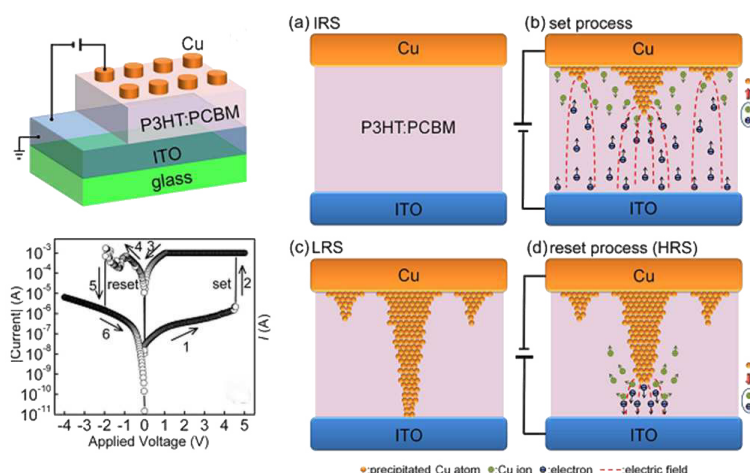 Cu
P3HT:PCBM
ITO
glass
(a) IRS
Cu
P3HT:PCBM
ITO
(b) set process
Cu
ITO
|Current| (A)
10⁻³
10⁻⁴
10⁻⁵
10⁻⁶
10⁻⁷
10⁻⁸
10⁻⁹
10⁻¹⁰
10⁻¹¹
4
3
5
reset
set
2
6
1
-4 -3 -2 -1 0 1 2 3 4 5
Applied Voltage (V)
I (A)
(c) LRS
Cu
ITO
(d) reset process (HRS)
Cu
ITO
:precipitated Cu atom :Cu ion :electron :electric field